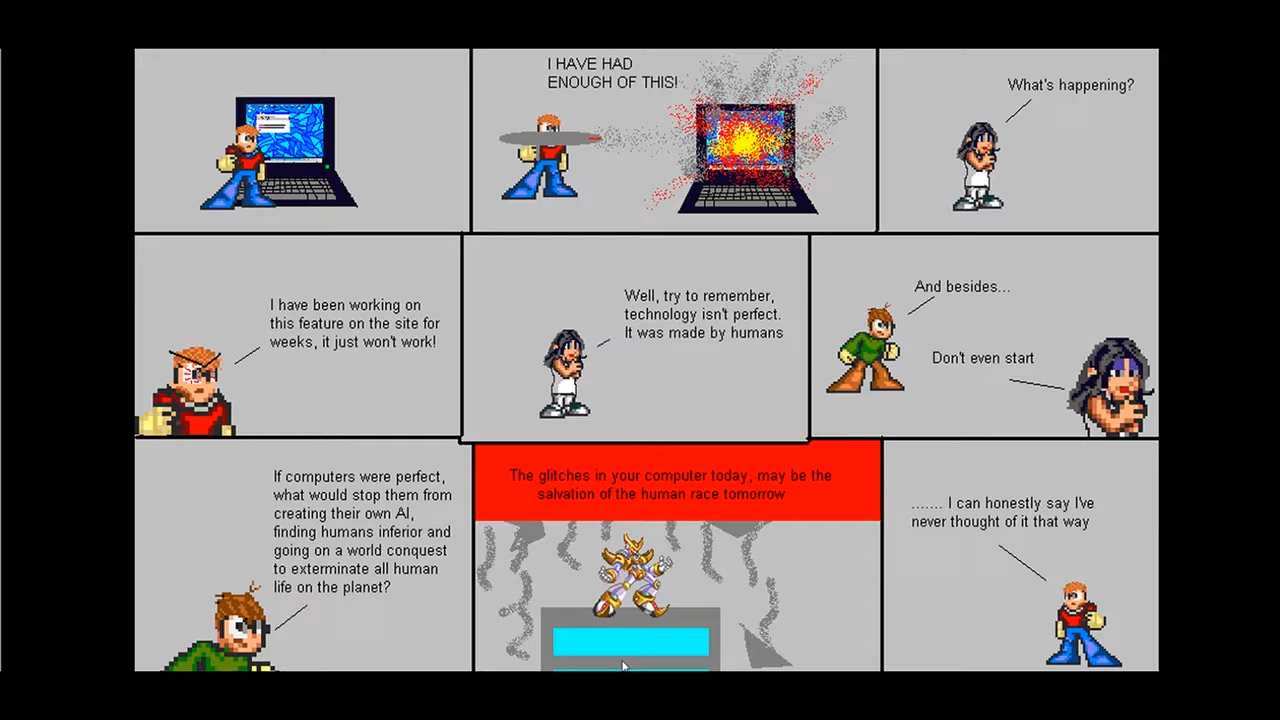 I HAVE HAD
ENOUGH OF THIS!
What's happening?
I have been working on
this feature on the site for
weeks, it just won't work!
Well, try to remember,
technology isn't perfect.
It was made by humans
And besides...
Don't even start
If computers were perfect,
what would stop them from
creating their own AI,
finding humans inferior and
going on a world conquest
to exterminate all human
life on the planet?
The glitches in your computer today, may be the
salvation of the human race tomorrow
....... I can honestly say I've
never thought of it that way